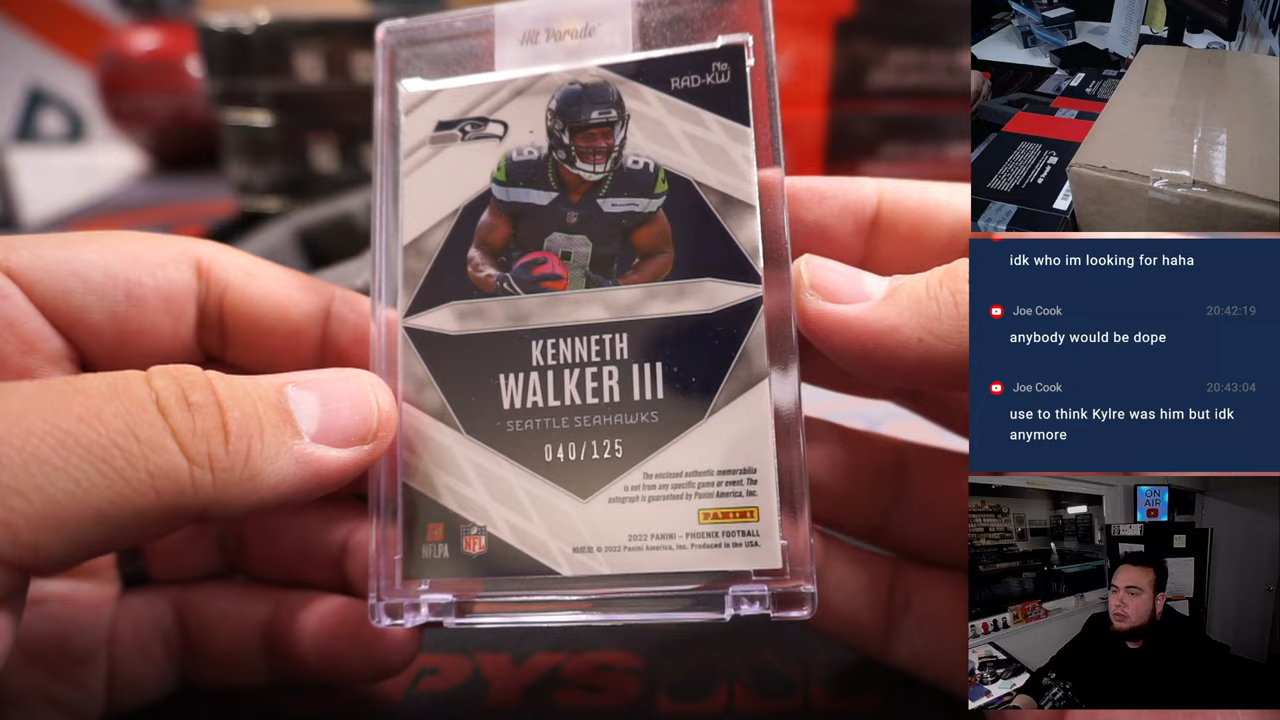 Hit Parade
No.
RAD-KW
9
9
KENNETH
WALKER III
SEATTLE SEAHAWKS
040/125
The enclosed authentic memorabilia
is not from any specific game or event. The
autograph is guaranteed by Panini America, Inc.
PANINI
2022 PANINI – PHOENIX FOOTBALL
© 2022 Panini America, Inc. Produced in the USA.
NFLPA
NFL
PYS
idk who im looking for haha
Joe Cook 20:42:19
anybody would be dope
Joe Cook 20:43:04
use to think Kylre was him but idk
anymore
ON
AIR